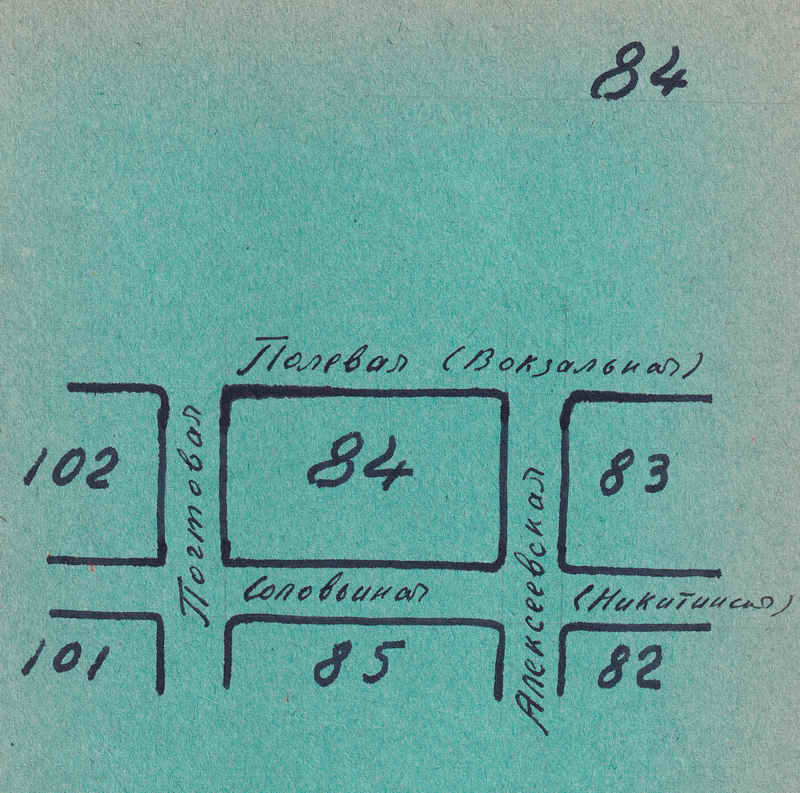 84
Полевая (Вокзальная)
102
Почтовая
84
Алексеевская
83
Соловьиная
(Никитинская)
101
85
82